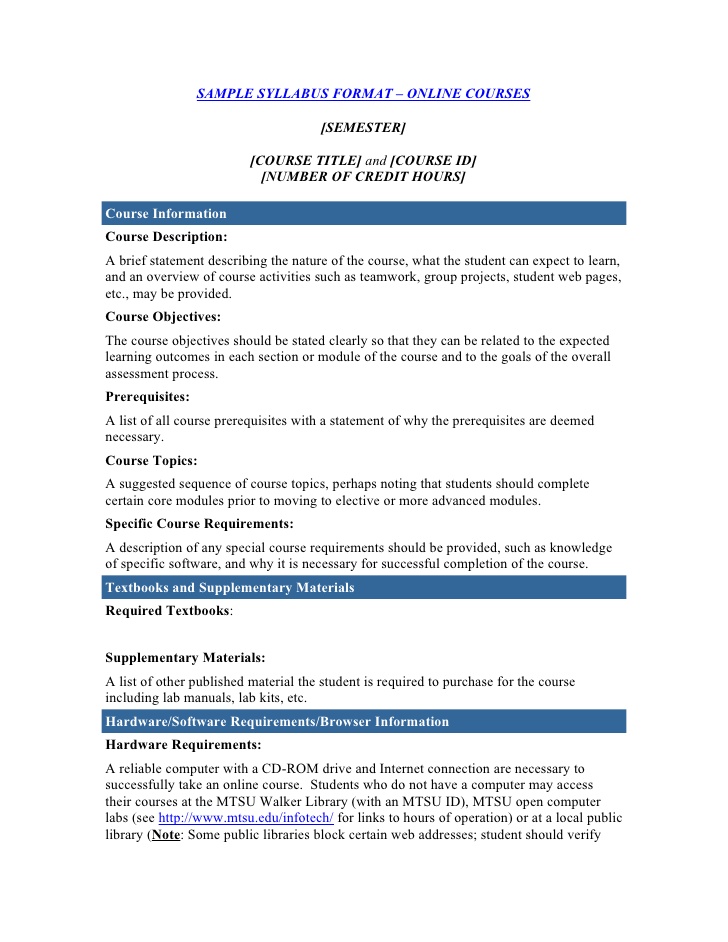 SAMPLE SYLLABUS FORMAT – ONLINE COURSES
[SEMESTER]
[COURSE TITLE] and [COURSE ID]
[NUMBER OF CREDIT HOURS]
Course Information
Course Description:
A brief statement describing the nature of the course, what the student can expect to learn,
and an overview of course activities such as teamwork, group projects, student web pages,
etc., may be provided.
Course Objectives:
The course objectives should be stated clearly so that they can be related to the expected
learning outcomes in each section or module of the course and to the goals of the overall
assessment process.
Prerequisites:
A list of all course prerequisites with a statement of why the prerequisites are deemed
necessary.
Course Topics:
A suggested sequence of course topics, perhaps noting that students should complete
certain core modules prior to moving to elective or more advanced modules.
Specific Course Requirements:
A description of any special course requirements should be provided, such as knowledge
of specific software, and why it is necessary for successful completion of the course.
Textbooks and Supplementary Materials
Required Textbooks:
Supplementary Materials:
A list of other published material the student is required to purchase for the course
including lab manuals, lab kits, etc.
Hardware/Software Requirements/Browser Information
Hardware Requirements:
A reliable computer with a CD-ROM drive and Internet connection are necessary to
successfully take an online course.  Students who do not have a computer may access
their courses at the MTSU Walker Library (with an MTSU ID), MTSU open computer
labs (see http://www.mtsu.edu/infotech/ for links to hours of operation) or at a local public
library (Note: Some public libraries block certain web addresses; student should verify